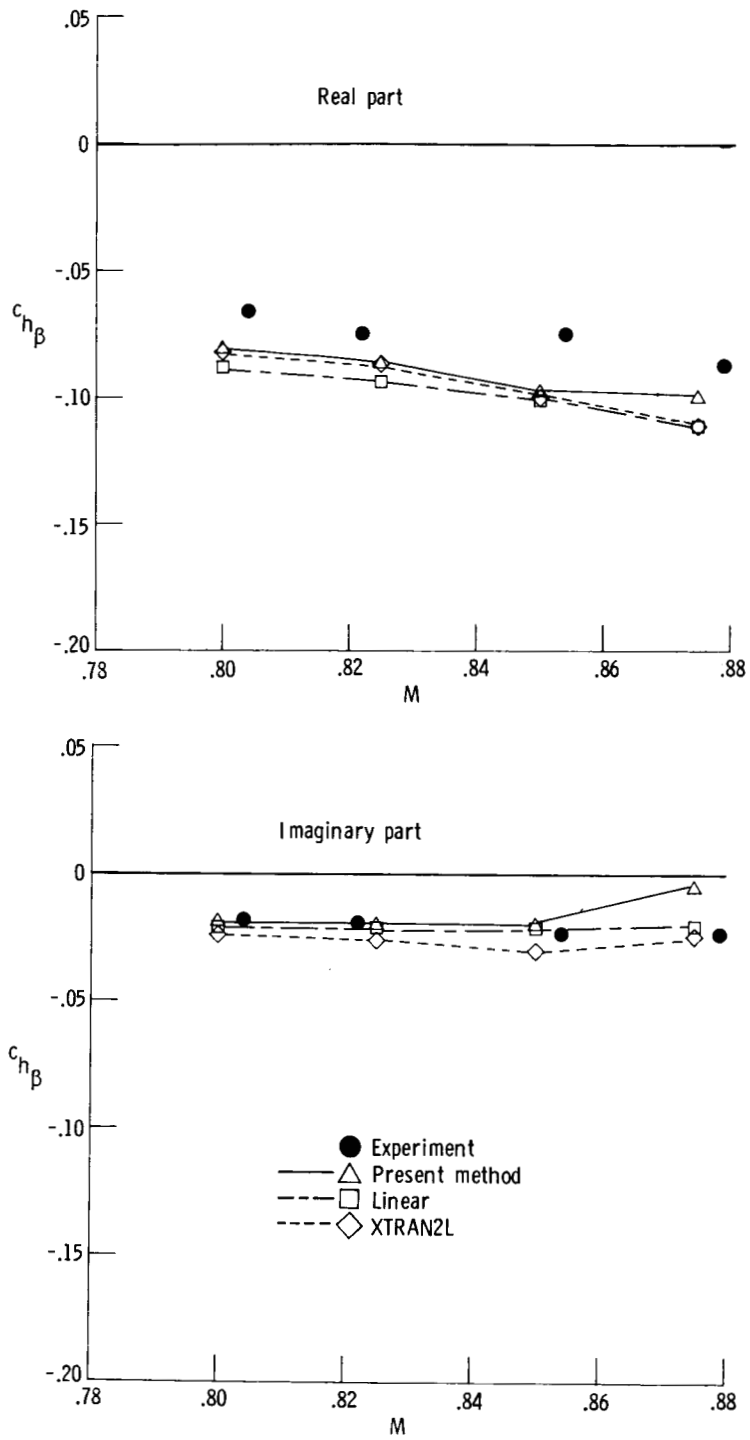 .05
Real part
0
-.05
c_hβ
-.10
-.15
-.20
.78 .80 .82 .84 .86 .88
M
.05
Imaginary part
0
-.05
c_hβ
-.10
Experiment
Present method
Linear
XTRAN2L
-.15
-.20
.78 .80 .82 .84 .86 .88
M